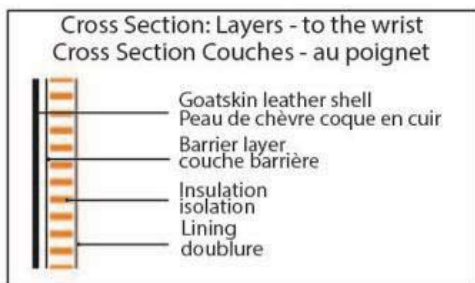 Cross Section: Layers - to the wrist
Cross Section Couches - au poignet
Goatskin leather shell
Peau de chèvre coque en cuir
Barrier layer
couche barrière
Insulation
isolation
Lining
doublure